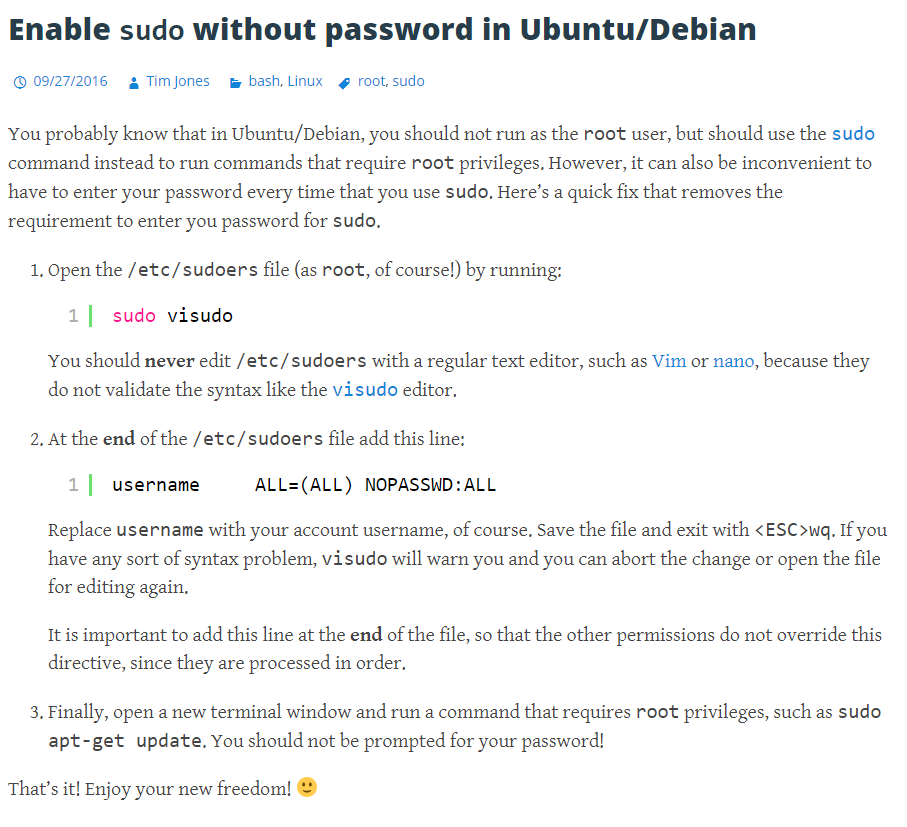 Enable sudo without password in Ubuntu/Debian
09/27/2016 Tim Jones bash, Linux root, sudo
You probably know that in Ubuntu/Debian, you should not run as the root user, but should use the sudo
command instead to run commands that require root privileges. However, it can also be inconvenient to
have to enter your password every time that you use sudo. Here’s a quick fix that removes the
requirement to enter you password for sudo.
1. Open the /etc/sudoers file (as root, of course!) by running:
1 sudo visudo
You should never edit /etc/sudoers with a regular text editor, such as Vim or nano, because they
do not validate the syntax like the visudo editor.
2. At the end of the /etc/sudoers file add this line:
1 username     ALL=(ALL) NOPASSWD:ALL
Replace username with your account username, of course. Save the file and exit with <ESC>wq. If you
have any sort of syntax problem, visudo will warn you and you can abort the change or open the file
for editing again.
It is important to add this line at the end of the file, so that the other permissions do not override this
directive, since they are processed in order.
3. Finally, open a new terminal window and run a command that requires root privileges, such as sudo
apt-get update. You should not be prompted for your password!
That’s it! Enjoy your new freedom! 🙂